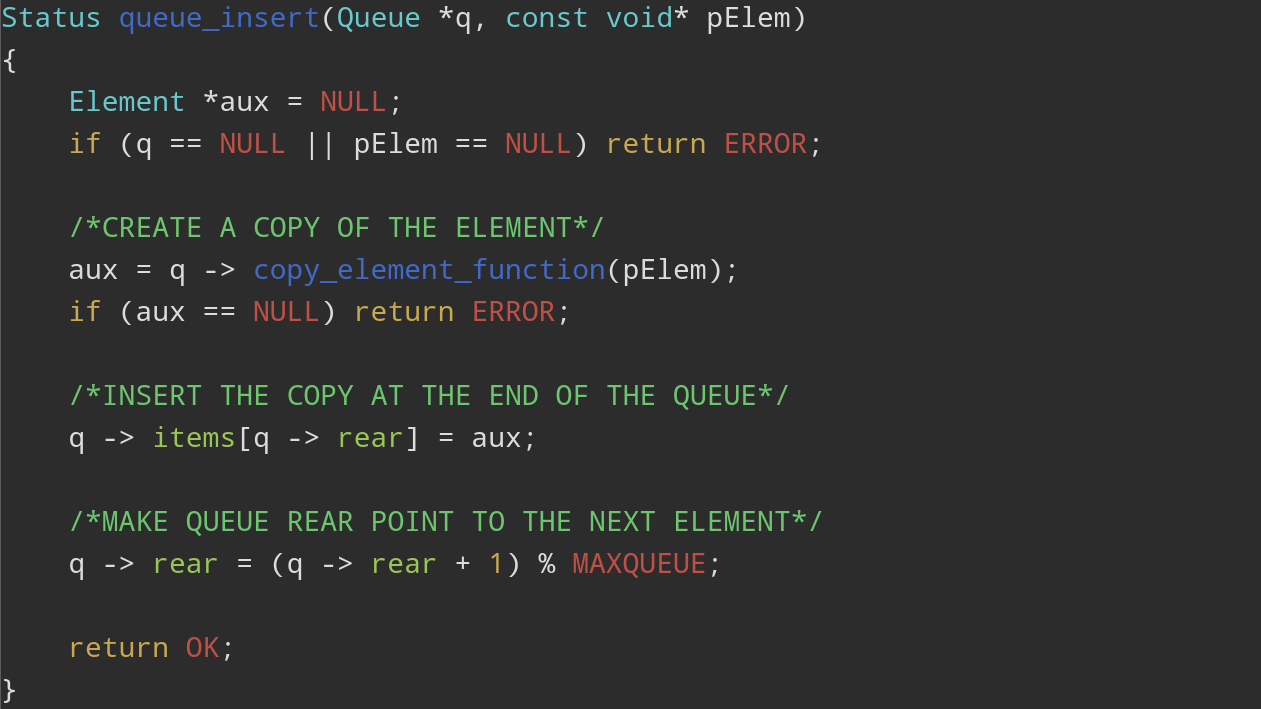 Status queue_insert(Queue *q, const void* pElem)
{
    Element *aux = NULL;
    if (q == NULL || pElem == NULL) return ERROR;

    /*CREATE A COPY OF THE ELEMENT*/
    aux = q -> copy_element_function(pElem);
    if (aux == NULL) return ERROR;

    /*INSERT THE COPY AT THE END OF THE QUEUE*/
    q -> items[q -> rear] = aux;

    /*MAKE QUEUE REAR POINT TO THE NEXT ELEMENT*/
    q -> rear = (q -> rear + 1) % MAXQUEUE;

    return OK;
}